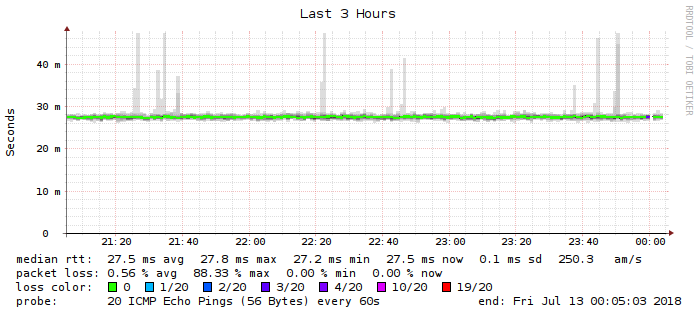 Last 3 Hours
RRDTOOL / TOBI OETIKER
Seconds
40 m
30 m
20 m
10 m
0
21:20 21:40 22:00 22:20 22:40 23:00 23:20 23:40 00:00
median rtt: 27.5 ms avg 27.8 ms max 27.2 ms min 27.5 ms now 0.1 ms sd 250.3 am/s
packet loss: 0.56 % avg 88.33 % max 0.00 % min 0.00 % now
loss color: 0 1/20 2/20 3/20 4/20 10/20 19/20
probe: 20 ICMP Echo Pings (56 Bytes) every 60s end: Fri Jul 13 00:05:03 2018